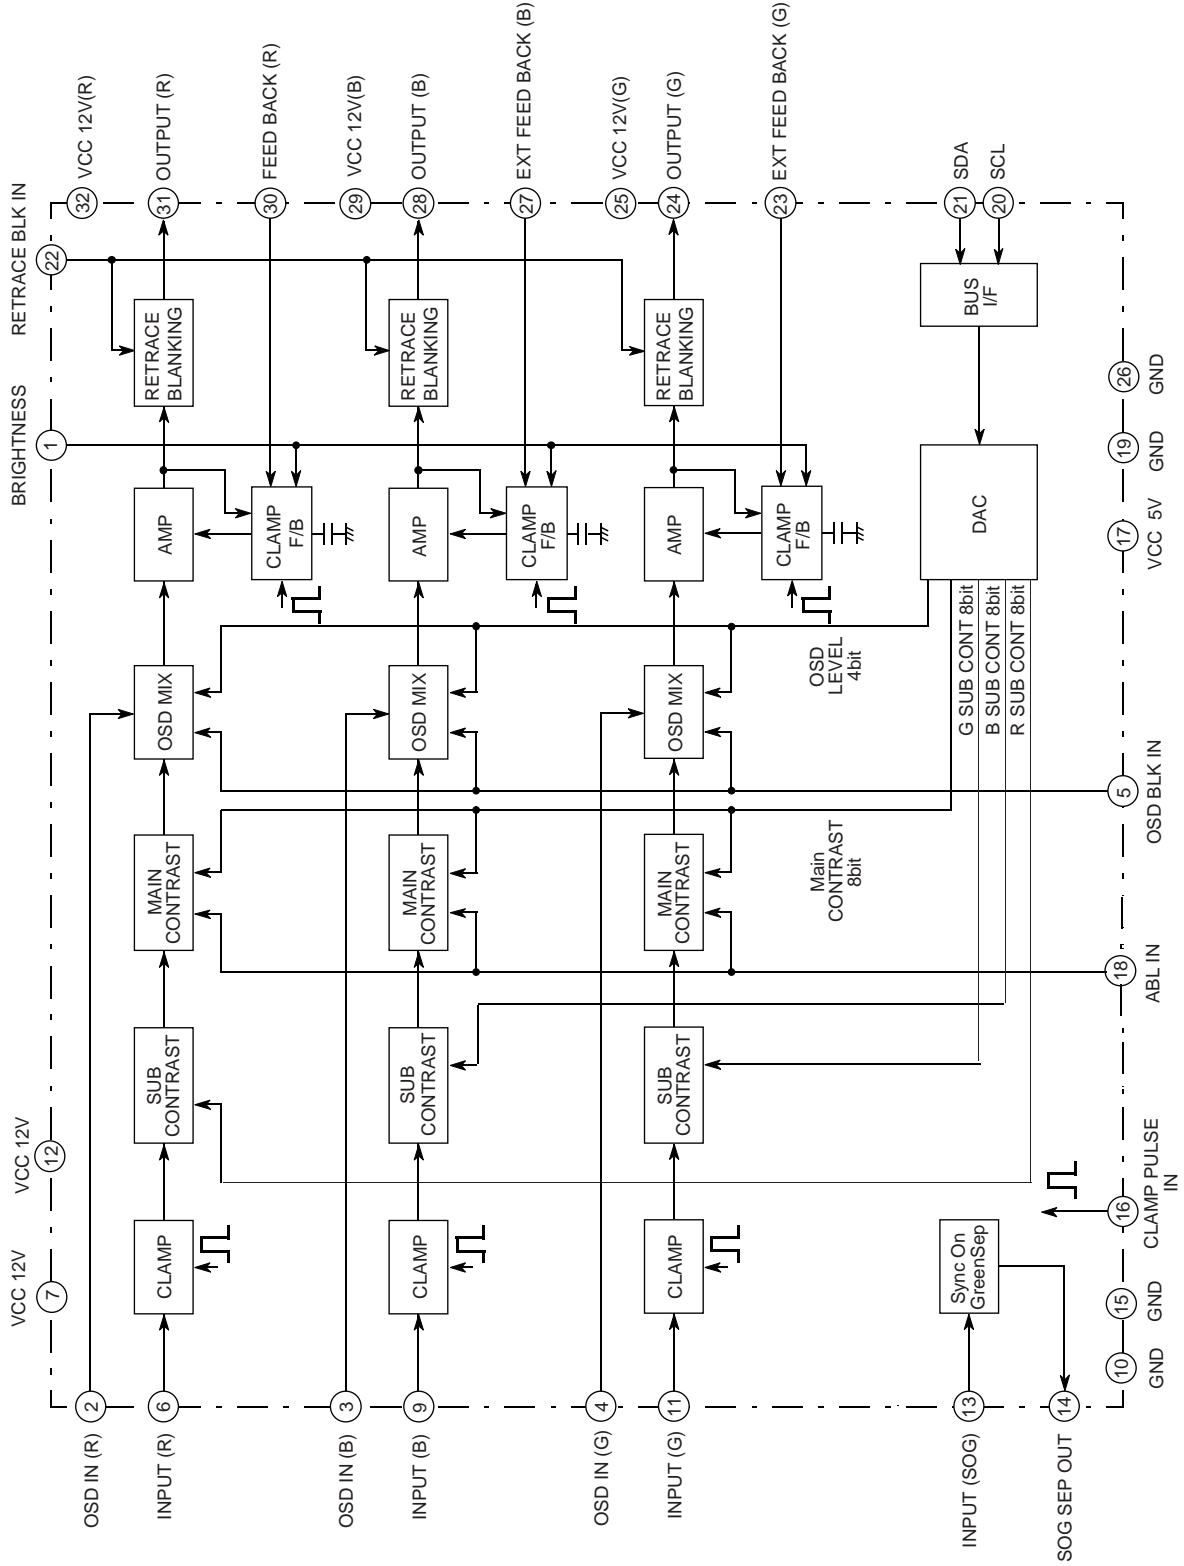 VCC 12V
7
VCC 12V
12
BRIGHTNESS
1
RETRACE BLK IN
22
OSD IN (R)
2
INPUT (R)
6
CLAMP
SUB
CONTRAST
MAIN
CONTRAST
OSD MIX
AMP
CLAMP
F/B
RETRACE
BLANKING
32
VCC 12V(R)
31
OUTPUT (R)
30
FEED BACK (R)
OSD IN (B)
3
INPUT (B)
9
CLAMP
SUB
CONTRAST
MAIN
CONTRAST
OSD MIX
AMP
CLAMP
F/B
RETRACE
BLANKING
29
VCC 12V(B)
28
OUTPUT (B)
27
EXT FEED BACK (B)
OSD IN (G)
4
INPUT (G)
11
CLAMP
SUB
CONTRAST
MAIN
CONTRAST
OSD MIX
AMP
CLAMP
F/B
RETRACE
BLANKING
25
VCC 12V(G)
24
OUTPUT (G)
23
EXT FEED BACK (G)
Main
CONTRAST
8bit
OSD
LEVEL
4bit
G SUB CONT 8bit
B SUB CONT 8bit
R SUB CONT 8bit
DAC
BUS
I/F
21
SDA
20
SCL
INPUT (SOG)
13
Sync On
GreenSep
SOG SEP OUT
14
10
GND
15
GND
16
CLAMP PULSE
IN
18
ABL IN
5
OSD BLK IN
17
VCC 5V
19
GND
26
GND